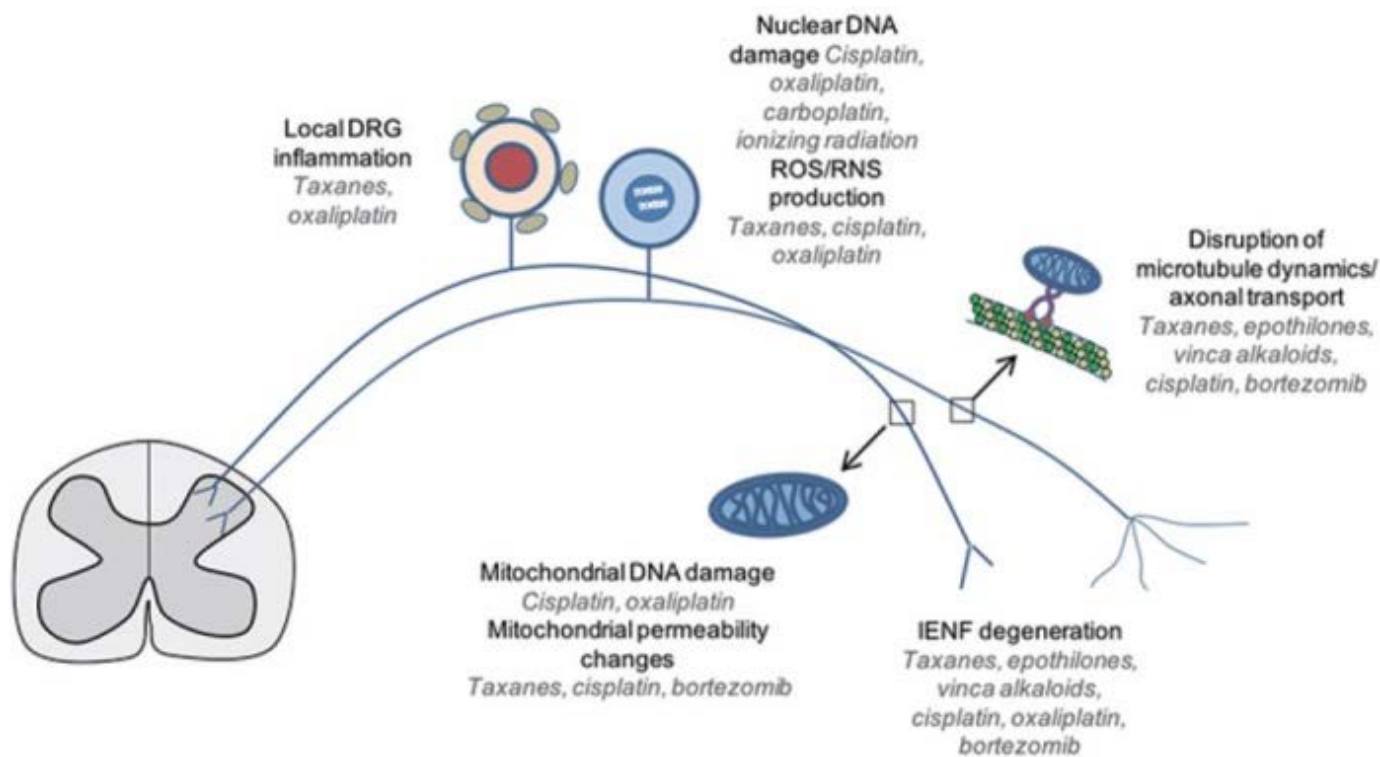 Local DRG
inflammation
Taxanes,
oxaliplatin
Nuclear DNA
damage Cisplatin,
oxaliplatin,
carboplatin,
ionizing radiation
ROS/RNS
production
Taxanes, cisplatin,
oxaliplatin
Disruption of
microtubule dynamics/
axonal transport
Taxanes, epothilones,
vinca alkaloids,
cisplatin, bortezomib
Mitochondrial DNA damage
Cisplatin, oxaliplatin
Mitochondrial permeability
changes
Taxanes, cisplatin, bortezomib
IENF degeneration
Taxanes, epothilones,
vinca alkaloids,
cisplatin, oxaliplatin,
bortezomib